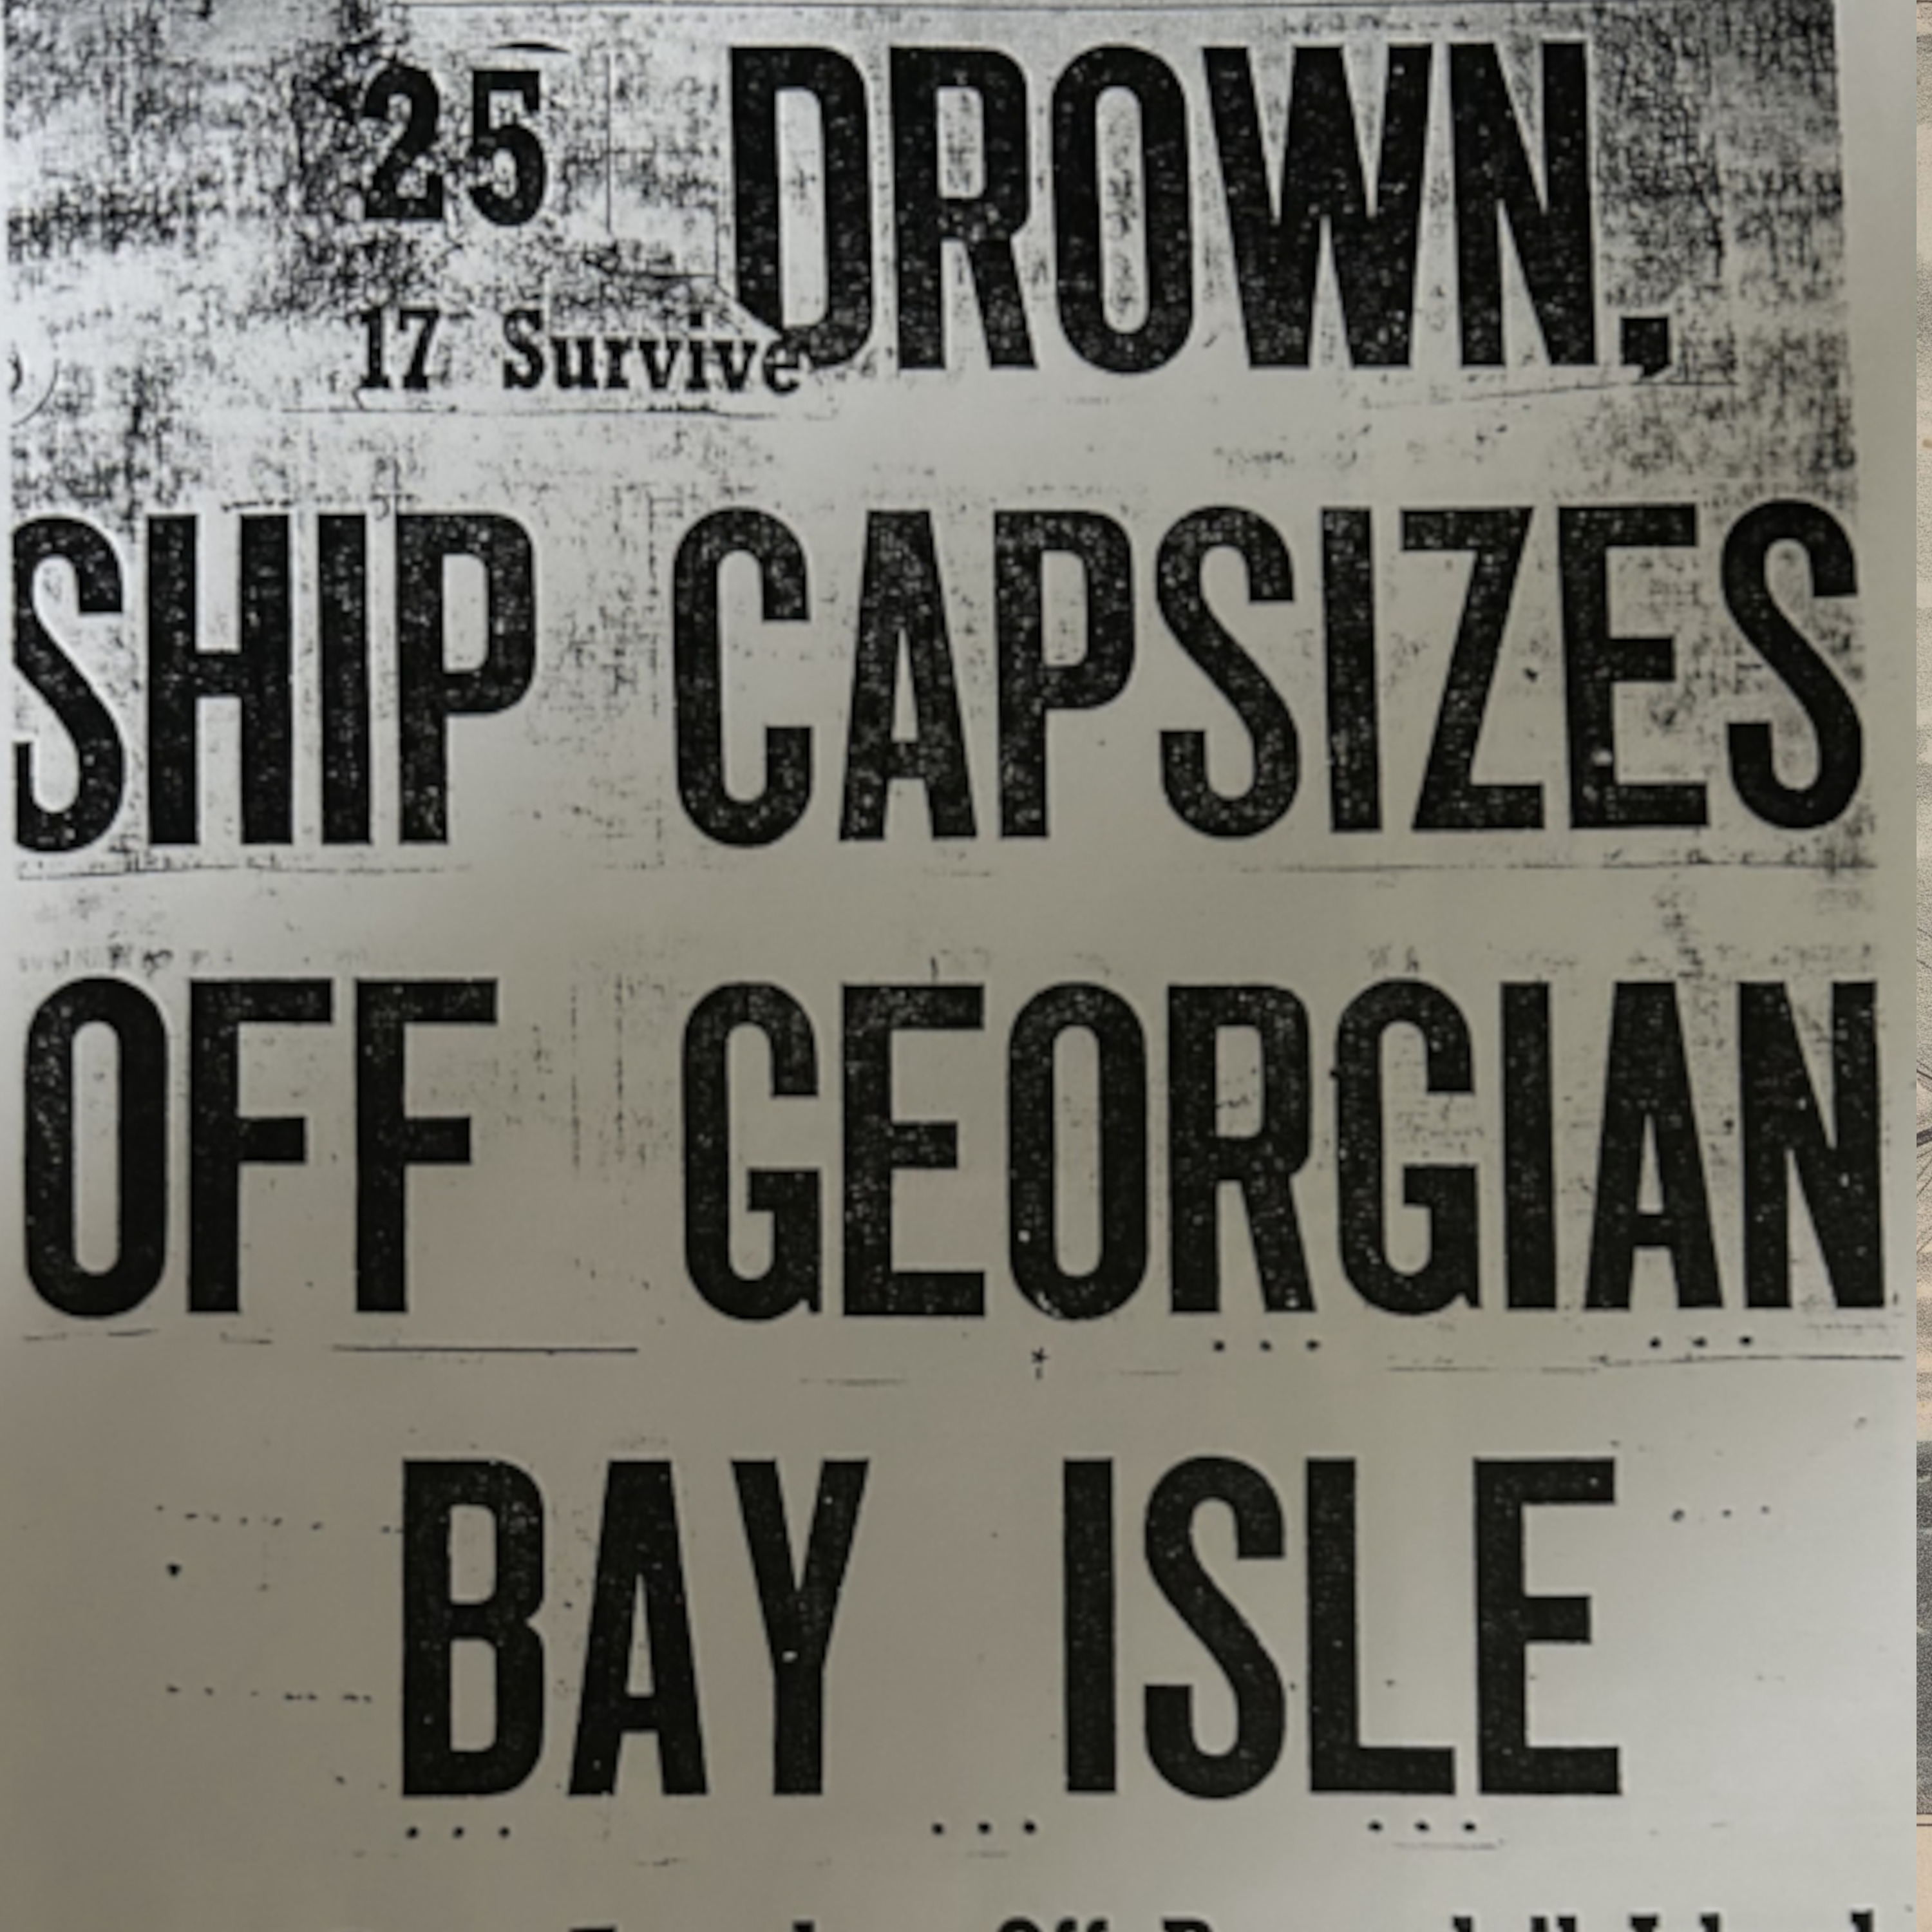 25 DROWN,
17 Survive
SHIP CAPSIZES
OFF GEORGIAN
BAY ISLE